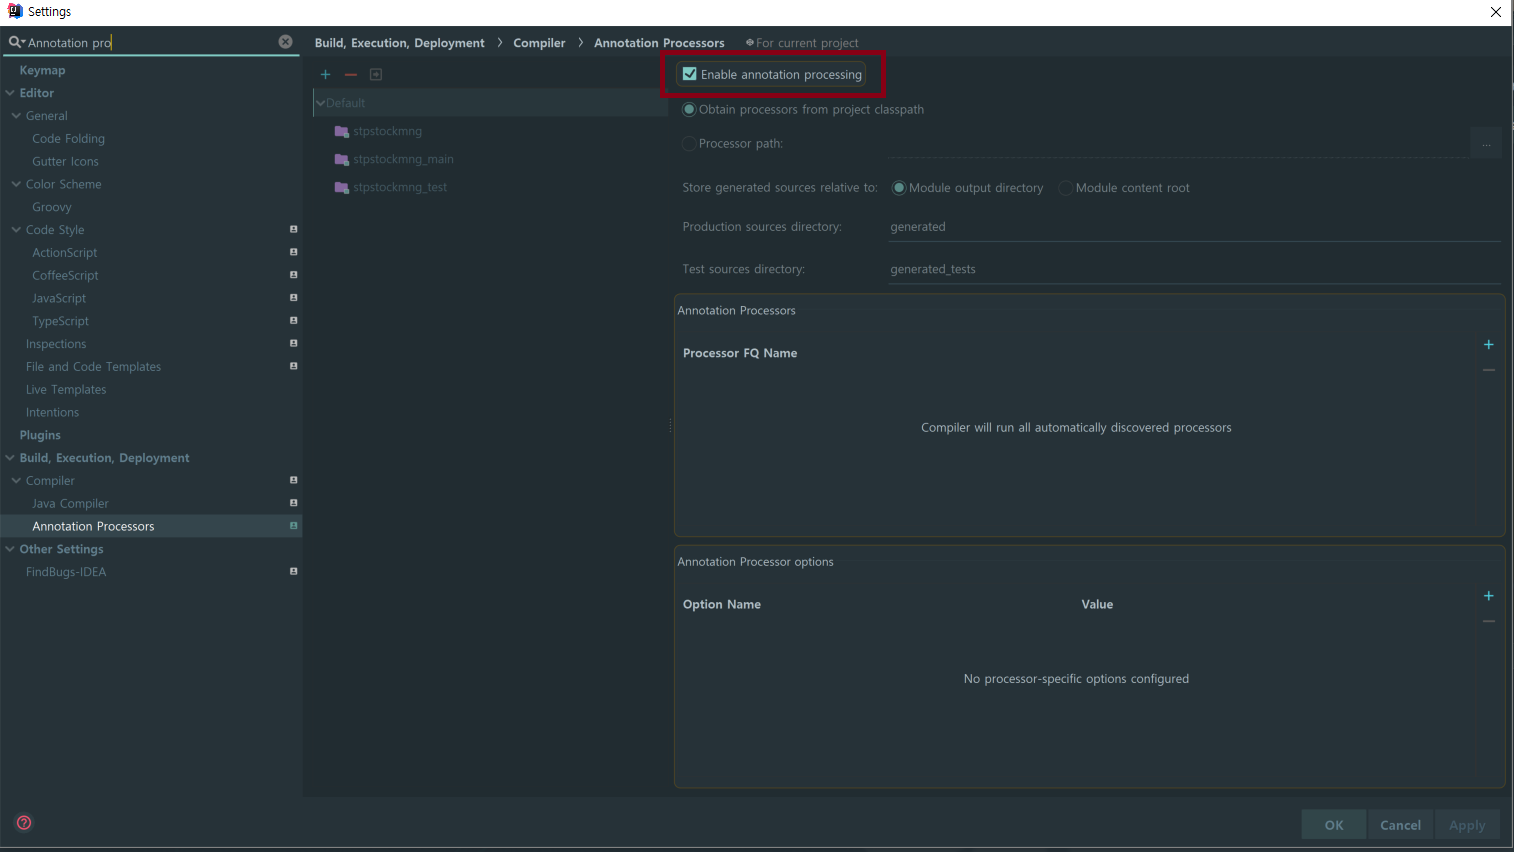 Settings
Annotation pro
Keymap
Editor
General
Code Folding
Gutter Icons
Color Scheme
Groovy
Code Style
ActionScript
CoffeeScript
JavaScript
TypeScript
Inspections
File and Code Templates
Live Templates
Intentions
Plugins
Build, Execution, Deployment
Compiler
Java Compiler
Annotation Processors
Other Settings
FindBugs-IDEA
Build, Execution, Deployment > Compiler > Annotation Processors For current project
Default
stpstockmng
stpstockmng_main
stpstockmng_test
Enable annotation processing
Obtain processors from project classpath
Processor path:
...
Store generated sources relative to: Module output directory Module content root
Production sources directory: generated
Test sources directory: generated_tests
Annotation Processors
Processor FQ Name
Compiler will run all automatically discovered processors
Annotation Processor options
Option Name Value
No processor-specific options configured
OK Cancel Apply